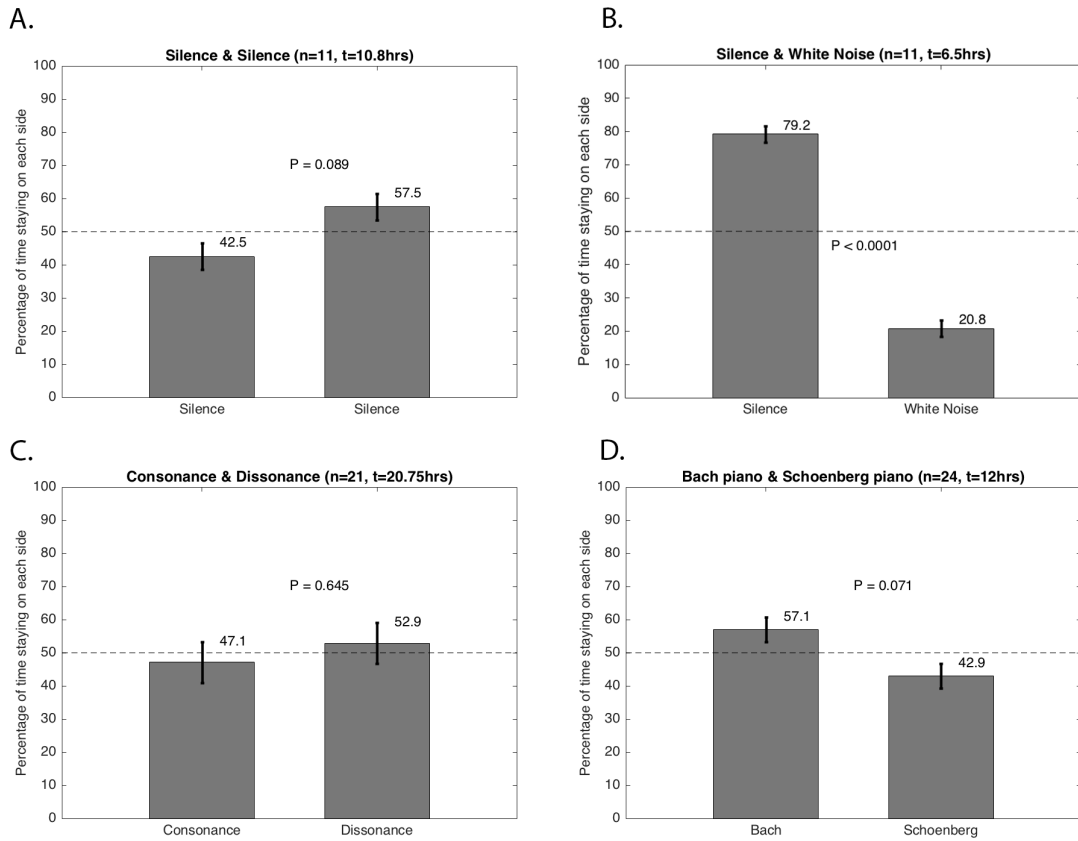 A.
Silence & Silence (n=11, t=10.8hrs)
Percentage of time staying on each side
100
90
80
70
60
50
40
30
20
10
0
P = 0.089
42.5
57.5
Silence
Silence
B.
Silence & White Noise (n=11, t=6.5hrs)
Percentage of time staying on each side
100
90
80
70
60
50
40
30
20
10
0
79.2
P < 0.0001
20.8
Silence
White Noise
C.
Consonance & Dissonance (n=21, t=20.75hrs)
Percentage of time staying on each side
100
90
80
70
60
50
40
30
20
10
0
P = 0.645
47.1
52.9
Consonance
Dissonance
D.
Bach piano & Schoenberg piano (n=24, t=12hrs)
Percentage of time staying on each side
100
90
80
70
60
50
40
30
20
10
0
P = 0.071
57.1
42.9
Bach
Schoenberg